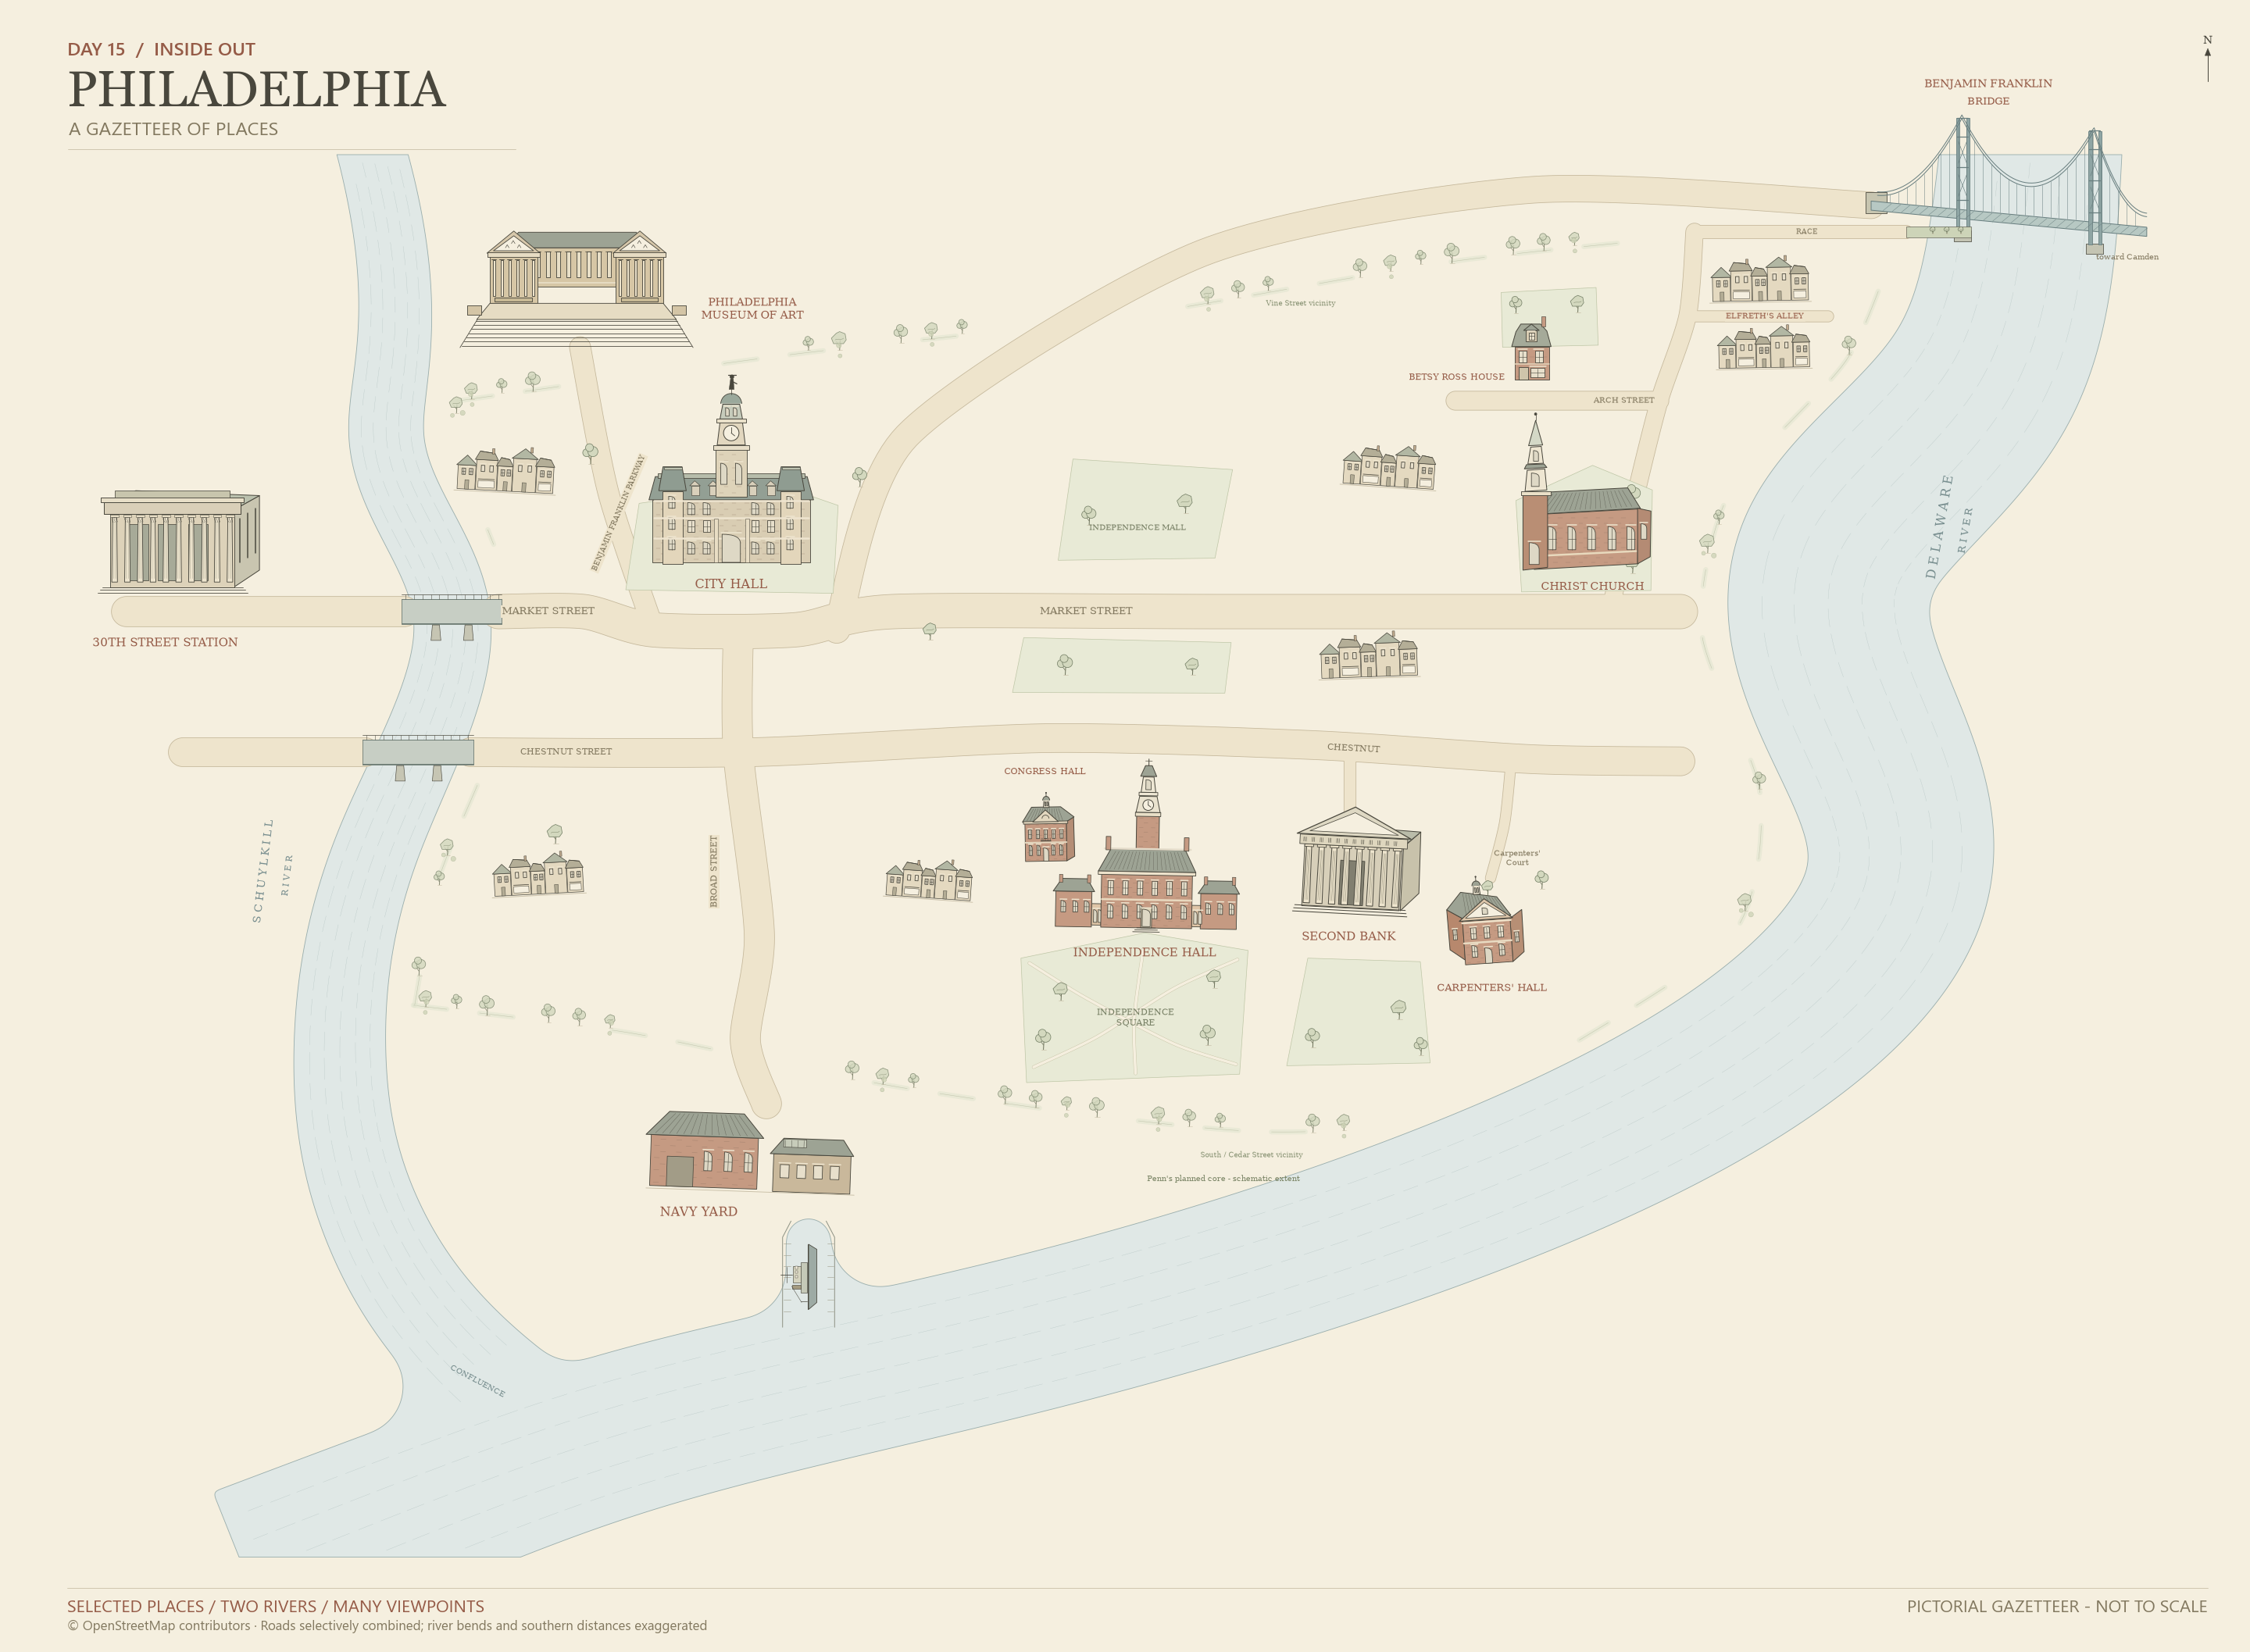 DAY 15 / INSIDE OUT
PHILADELPHIA
A GAZETTEER OF PLACES
N
BENJAMIN FRANKLIN
BRIDGE
RACE
toward Camden
PHILADELPHIA
MUSEUM OF ART
Vine Street vicinity
ELFRETH'S ALLEY
BETSY ROSS HOUSE
ARCH STREET
BENJAMIN FRANKLIN PARKWAY
INDEPENDENCE MALL
DELAWARE
RIVER
CITY HALL
CHRIST CHURCH
MARKET STREET
MARKET STREET
30TH STREET STATION
CHESTNUT STREET
CHESTNUT
CONGRESS HALL
SCHUYLKILL
RIVER
BROAD STREET
Carpenters'
Court
SECOND BANK
INDEPENDENCE HALL
CARPENTERS' HALL
INDEPENDENCE
SQUARE
South / Cedar Street vicinity
Penn's planned core - schematic extent
NAVY YARD
CONFLUENCE
SELECTED PLACES / TWO RIVERS / MANY VIEWPOINTS
PICTORIAL GAZETTEER - NOT TO SCALE
© OpenStreetMap contributors · Roads selectively combined; river bends and southern distances exaggerated